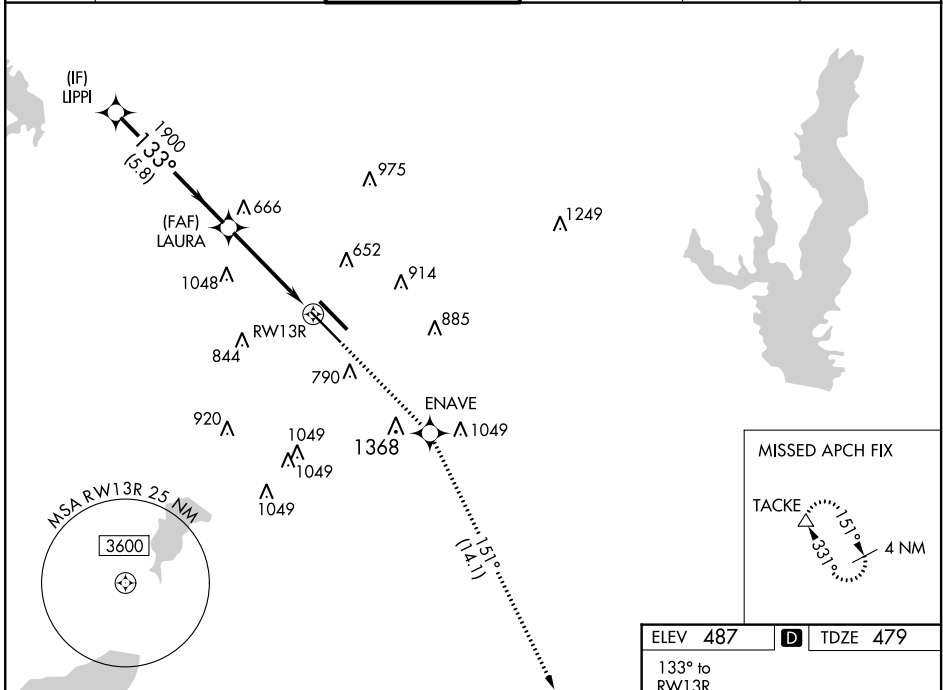 (IF)
LIPPI
1900
133°
(5.8)
975
666
1249
(FAF)
LAURA
652
1048
914
RW13R
885
844
790
ENAVE
920
1049
1368
1049
1049
1049
MSA RW13R 25 NM
3600
151°
(14.1)
MISSED APCH FIX
TACKE
151°
331°
4 NM
ELEV 487 D TDZE 479
133° to
RW13R